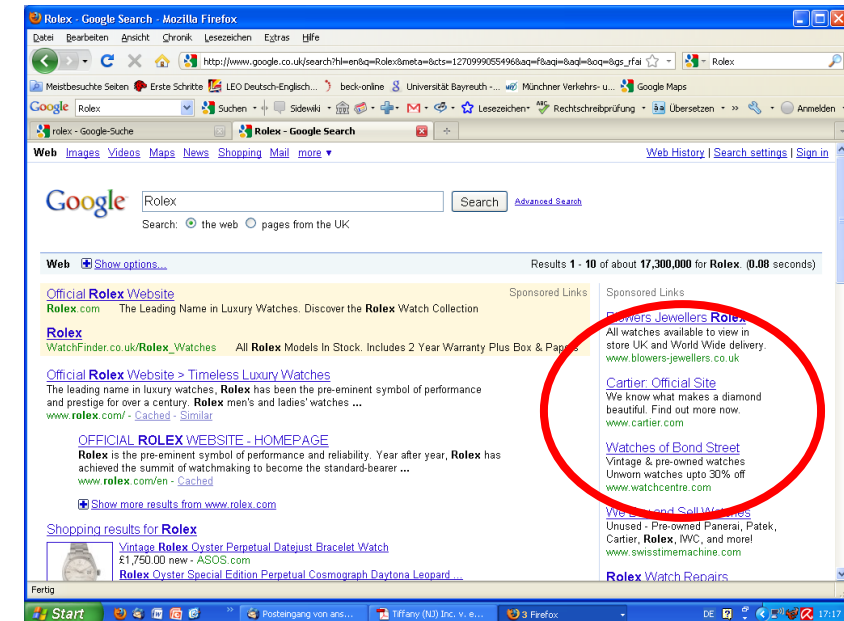 Rolex - Google Search - Mozilla Firefox
Datei Bearbeiten Ansicht Chronik Lesezeichen Extras Hilfe
http://www.google.co.uk/search?hl=en&q=Rolex&meta=&cts=1270999055496&aq=f&aqi=&aql=&oq=&gs_rfai Rolex
Meistbesuchte Seiten Erste Schritte LEO Deutsch-Englisch... beck-online Universität Bayreuth -... Münchner Verkehrs- u... Google Maps
Google Rolex Suchen Sidewiki Lesezeichen Rechtschreibprüfung Übersetzen » Anmelden
rolex - Google-Suche Rolex - Google Search
Web Images Videos Maps News Shopping Mail more ▼ Web History | Search settings | Sign in
Google Rolex Search Advanced Search
Search: the web pages from the UK
Web Show options... Results 1 - 10 of about 17,300,000 for Rolex. (0.08 seconds)
Official Rolex Website Sponsored Links
Rolex.com The Leading Name in Luxury Watches. Discover the Rolex Watch Collection
Rolex
WatchFinder.co.uk/Rolex_Watches All Rolex Models In Stock. Includes 2 Year Warranty Plus Box & Papers
Official Rolex Website > Timeless Luxury Watches
The leading name in luxury watches, Rolex has been the pre-eminent symbol of performance
and prestige for over a century. Rolex men's and ladies' watches ...
www.rolex.com/ - Cached - Similar
OFFICIAL ROLEX WEBSITE - HOMEPAGE
Rolex is the pre-eminent symbol of performance and reliability. Year after year, Rolex has
achieved the summit of watchmaking to become the standard-bearer ...
www.rolex.com/en - Cached
Show more results from www.rolex.com
Shopping results for Rolex
Vintage Rolex Oyster Perpetual Datejust Bracelet Watch
£1,750.00 new - ASOS.com
Rolex Oyster Special Edition Perpetual Cosmograph Daytona Leopard ...
Sponsored Links
Blowers Jewellers Rolex
All watches available to view in
store UK and World Wide delivery.
www.blowers-jewellers.co.uk
Cartier: Official Site
We know what makes a diamond
beautiful. Find out more now.
www.cartier.com
Watches of Bond Street
Vintage & pre-owned watches
Unworn watches upto 30% off
www.watchcentre.com
We Buy and Sell Watches
Unused - Pre-owned Panerai, Patek,
Cartier, Rolex, IWC, and more!
www.swisstimemachine.com
Rolex Watch Repairs
Fertig
Start » Posteingang von ans... Tiffany (NJ) Inc. v. e... 3 Firefox DE 17:17